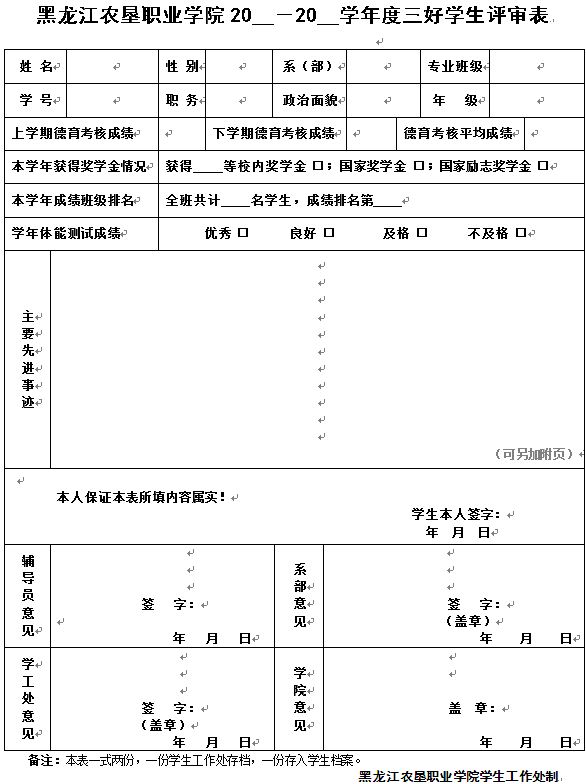 黑龙江农垦职业学院 20__－20__学年度三好学生评审表
姓 名 性 别 系（部） 专业班级
学 号 职 务 政治面貌 年 级
上学期德育考核成绩 下学期德育考核成绩 德育考核平均成绩
本学年获得奖学金情况 获得____等校内奖学金 □；国家奖学金 □；国家励志奖学金 □
本学年成绩班级排名 全班共计____名学生，成绩排名第____
学年体能测试成绩 优秀 □ 良好 □ 及格 □ 不及格 □
主要先进事迹
（可另加附页）
本人保证本表所填内容属实！
学生本人签字：
年 月 日
辅导员意见
签 字：
年 月 日
系部意见
签 字：
（盖章）
年 月 日
学工处意见
签 字：
（盖章）
年 月 日
学院意见
盖 章：
年 月 日
备注：本表一式两份，一份学生工作处存档，一份存入学生档案。
黑龙江农垦职业学院学生工作处制